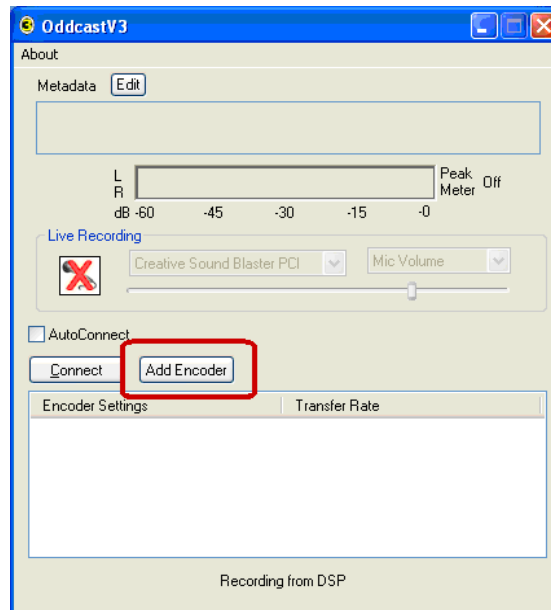 OddcastV3
About
Metadata Edit
L
R
Peak
Meter Off
dB -60 -45 -30 -15 -0
Live Recording
Creative Sound Blaster PCI Mic Volume
AutoConnect
Connect Add Encoder
Encoder Settings Transfer Rate
Recording from DSP